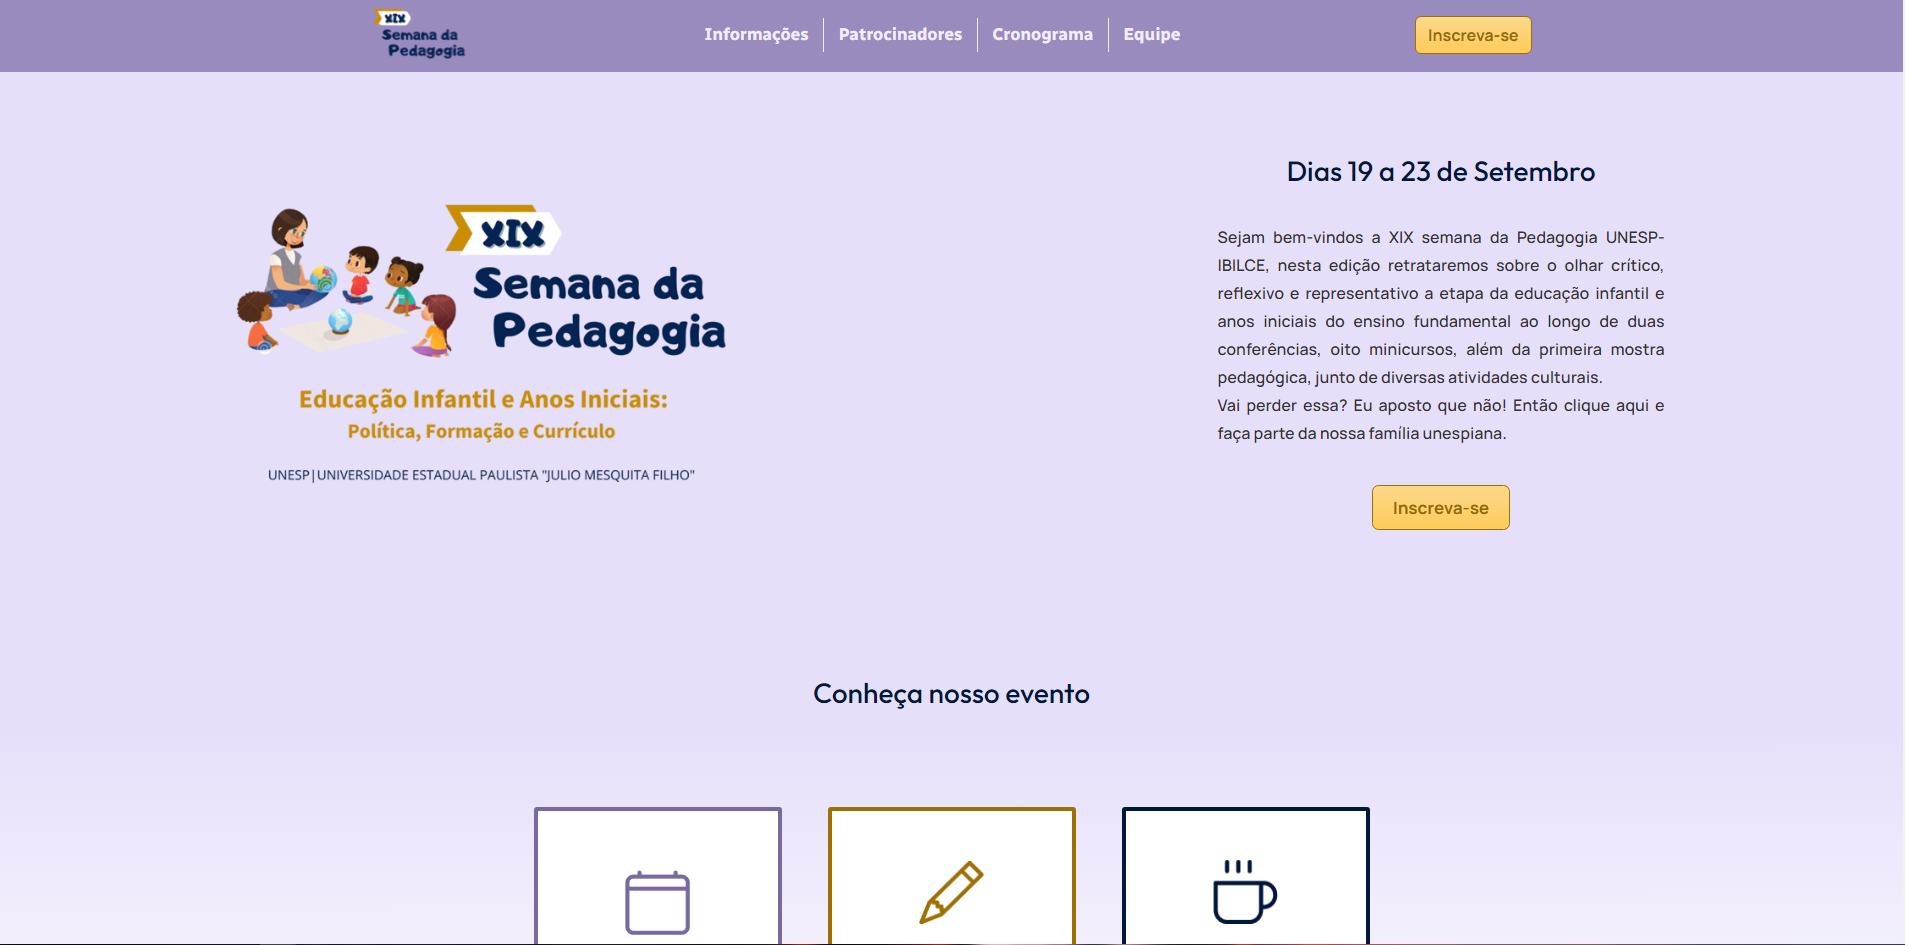 XIX
Semana da
Pedagogia
Informações
Patrocinadores
Cronograma
Equipe
Inscreva-se
XIX
Semana da
Pedagogia
Educação Infantil e Anos Iniciais:
Política, Formação e Currículo
UNESP|UNIVERSIDADE ESTADUAL PAULISTA "JULIO MESQUITA FILHO"
Dias 19 a 23 de Setembro
Sejam bem-vindos a XIX semana da Pedagogia UNESP-
IBILCE, nesta edição retrataremos sobre o olhar crítico,
reflexivo e representativo a etapa da educação infantil e
anos iniciais do ensino fundamental ao longo de duas
conferências, oito minicursos, além da primeira mostra
pedagógica, junto de diversas atividades culturais.
Vai perder essa? Eu aposto que não! Então clique aqui e
faça parte da nossa família unespiana.
Inscreva-se
Conheça nosso evento